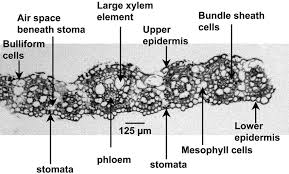 Large xylem
element
Bundle sheath
cells
Air space
beneath stoma
Upper
epidermis
Bulliform
cells
125 µm
Lower
epidermis
stomata
phloem
stomata
Mesophyll cells